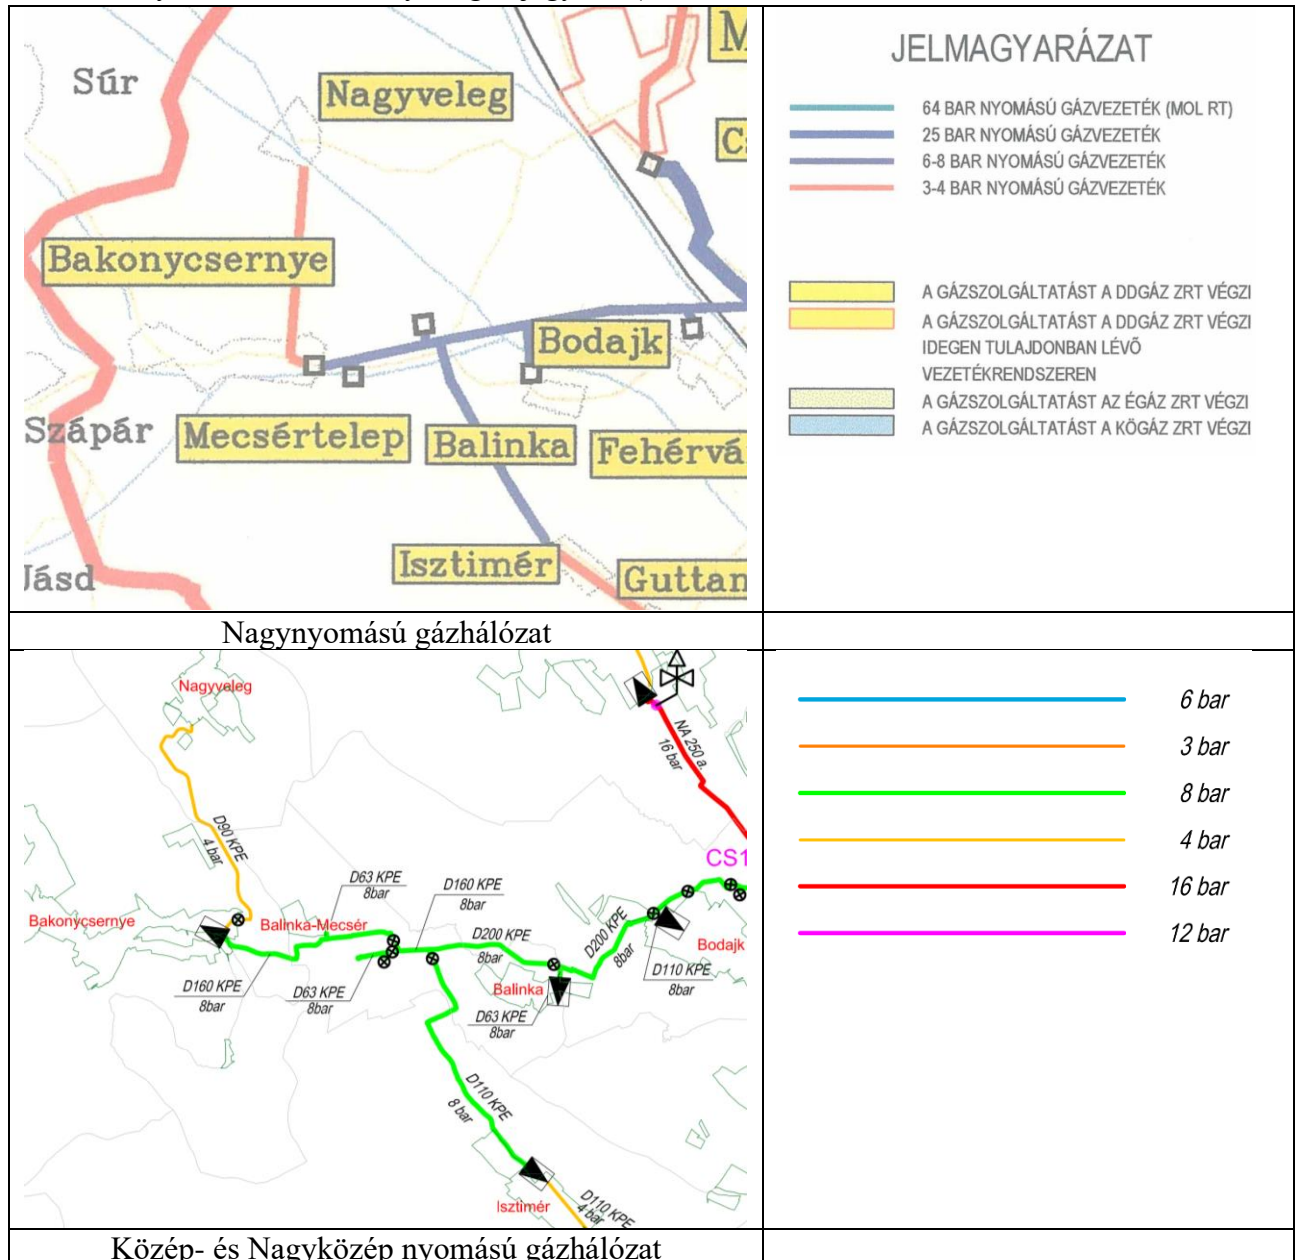 Súr
Nagyveleg
Bakonycsernye
Bodajk
Szápár
Mecsértelep
Balinka
Fehérvá
Isztimér
Jásd
Guttan
JELMAGYARÁZAT
64 BAR NYOMÁSÚ GÁZVEZETÉK (MOL RT)
25 BAR NYOMÁSÚ GÁZVEZETÉK
6-8 BAR NYOMÁSÚ GÁZVEZETÉK
3-4 BAR NYOMÁSÚ GÁZVEZETÉK
A GÁZSZOLGÁLTATÁST A DDGÁZ ZRT VÉGZI
A GÁZSZOLGÁLTATÁST A DDGÁZ ZRT VÉGZI
IDEGEN TULAJDONBAN LÉVŐ
VEZETÉKRENDSZEREN
A GÁZSZOLGÁLTATÁST AZ ÉGÁZ ZRT VÉGZI
A GÁZSZOLGÁLTATÁST A KÖGÁZ ZRT VÉGZI
Nagynyomású gázhálózat
Nagyveleg
NA 250 a.
16 bar
D90 KPE
4 bar
CS1
D63 KPE
8bar
D160 KPE
8bar
Bakonycsernye
Balinka-Mecsér
D200 KPE
8bar
D200 KPE
8bar
Bodajk
D160 KPE
8bar
D63 KPE
8bar
Balinka
D110 KPE
8bar
D63 KPE
8bar
D110 KPE
8 bar
Isztimér
D110 KPE
4 bar
6 bar
3 bar
8 bar
4 bar
16 bar
12 bar
Közép- és Nagyközép nyomású gázhálózat